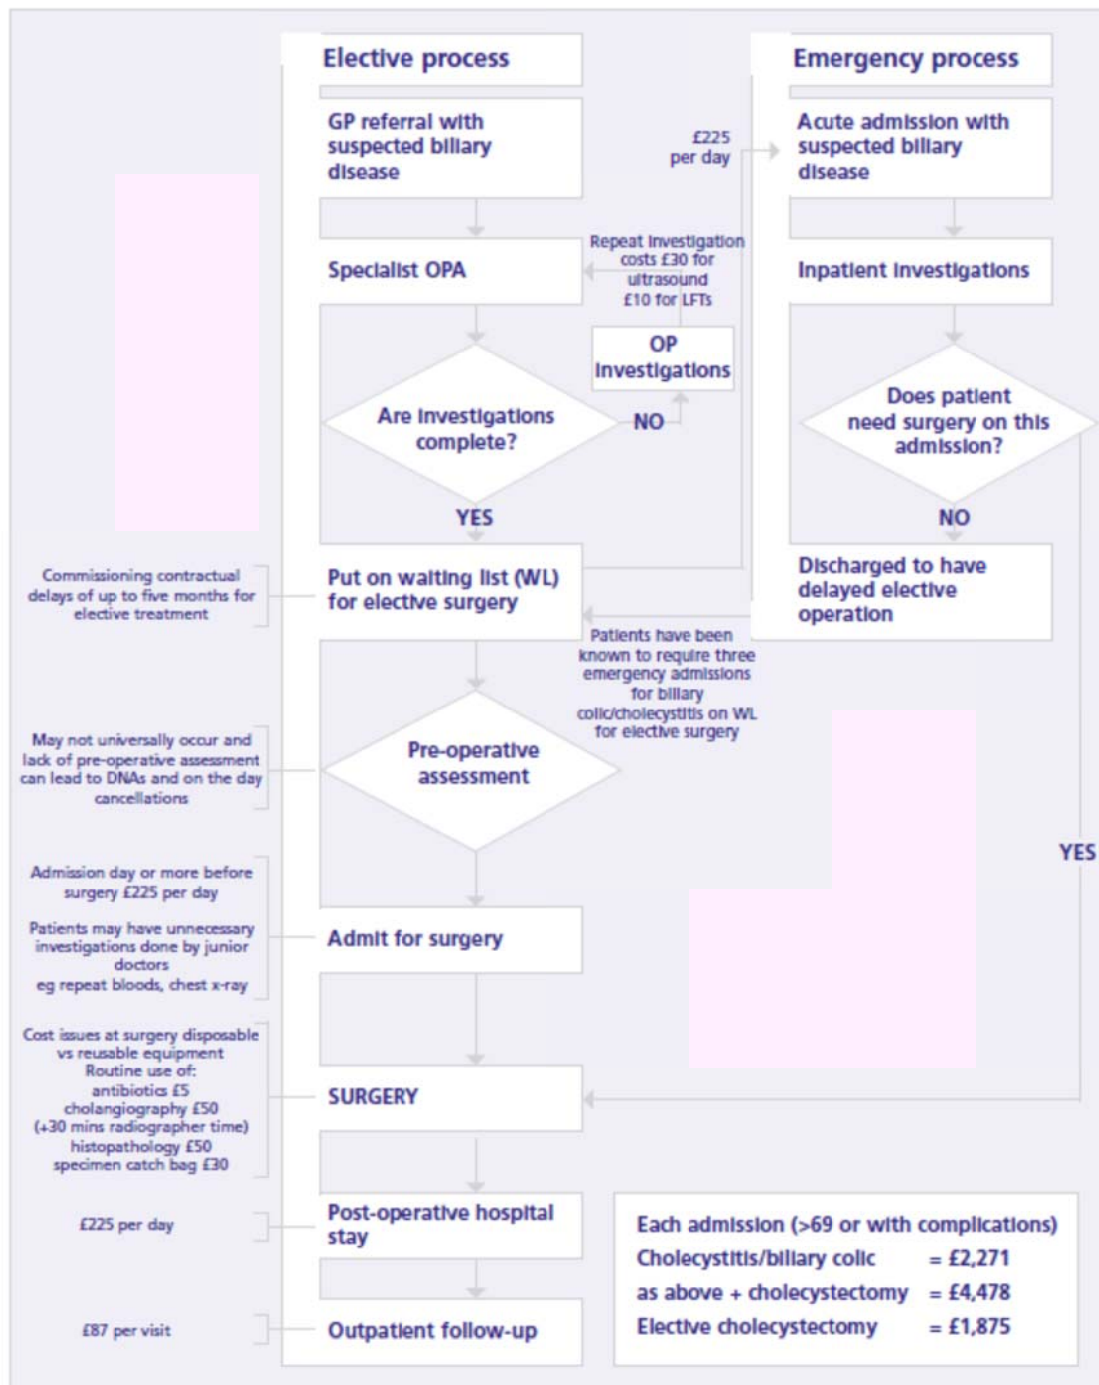 Elective process
Emergency process
GP referral with
suspected biliary
disease
£225
per day
Acute admission with
suspected biliary
disease
Specialist OPA
Repeat Investigation
costs £30 for
ultrasound
£10 for LFTs
Inpatient investigations
OP
investigations
Are investigations
complete?
NO
Does patient
need surgery on this
admission?
YES
NO
Commissioning contractual
delays of up to five months for
elective treatment
Put on waiting list (WL)
for elective surgery
Discharged to have
delayed elective
operation
Patients have been
known to require three
emergency admissions
for biliary
colic/cholecystitis on WL
for elective surgery
May not universally occur and
lack of pre-operative assessment
can lead to DNAs and on the day
cancellations
Pre-operative
assessment
YES
Admission day or more before
surgery £225 per day
Patients may have unnecessary
investigations done by junior
doctors
eg repeat bloods, chest x-ray
Admit for surgery
Cost issues at surgery disposable
vs reusable equipment
Routine use of:
antibiotics £5
cholangiography £50
(+30 mins radiographer time)
histopathology £50
specimen catch bag £30
SURGERY
£225 per day
Post-operative hospital
stay
£87 per visit
Outpatient follow-up
Each admission (>69 or with complications)
Cholecystitis/biliary colic = £2,271
as above + cholecystectomy = £4,478
Elective cholecystectomy = £1,875